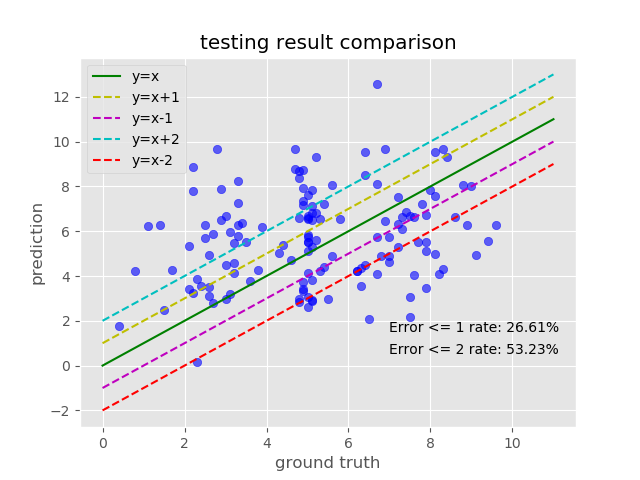 testing result comparison
y=x
y=x+1
y=x-1
y=x+2
y=x-2
12
10
8
6
4
2
0
−2
prediction
Error <= 1 rate: 26.61%
Error <= 2 rate: 53.23%
0 2 4 6 8 10
ground truth